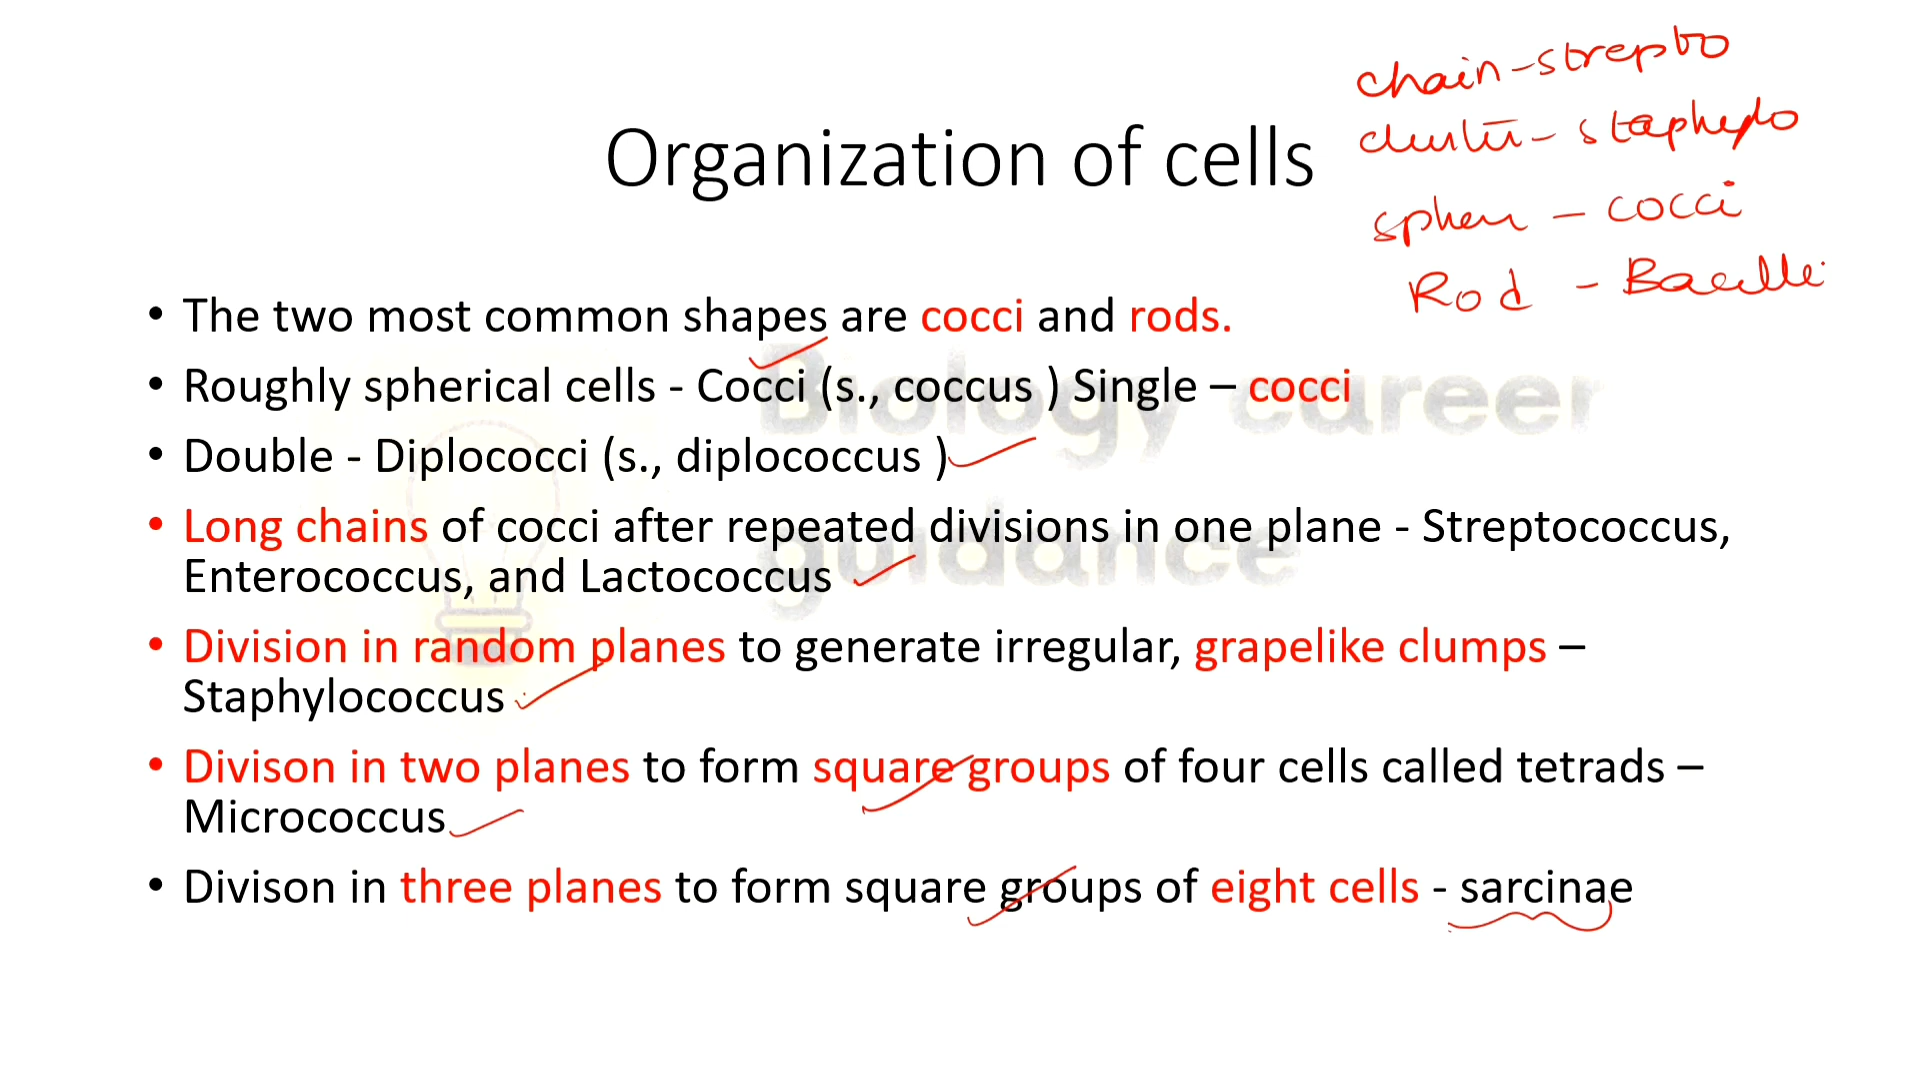 chain - strepto
cluster - staphylo
Organization of cells
sphere - cocci
Rod - Bacilli
• The two most common shapes are cocci and rods.
• Roughly spherical cells - Cocci (s., coccus ) Single – cocci
• Double - Diplococci (s., diplococcus )
• Long chains of cocci after repeated divisions in one plane - Streptococcus,
Enterococcus, and Lactococcus
• Division in random planes to generate irregular, grapelike clumps –
Staphylococcus
• Divison in two planes to form square groups of four cells called tetrads –
Micrococcus
• Divison in three planes to form square groups of eight cells - sarcinae
Biology career
guidance